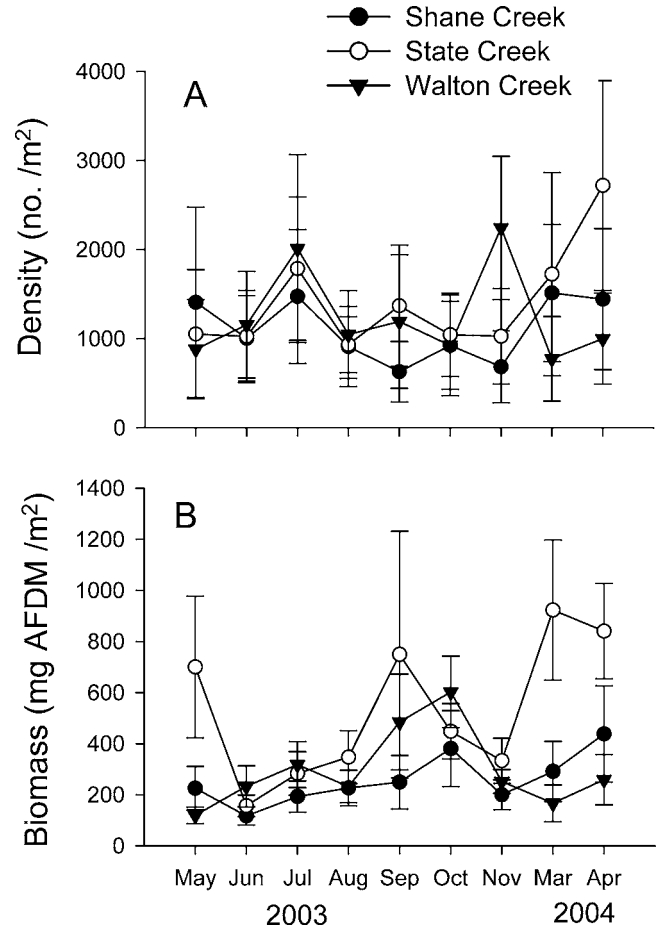 Shane Creek
State Creek
Walton Creek
A
Density (no. /m²)
4000
3000
2000
1000
0
B
Biomass (mg AFDM /m²)
1400
1200
1000
800
600
400
200
0
May Jun Jul Aug Sep Oct Nov Mar Apr
2003 2004